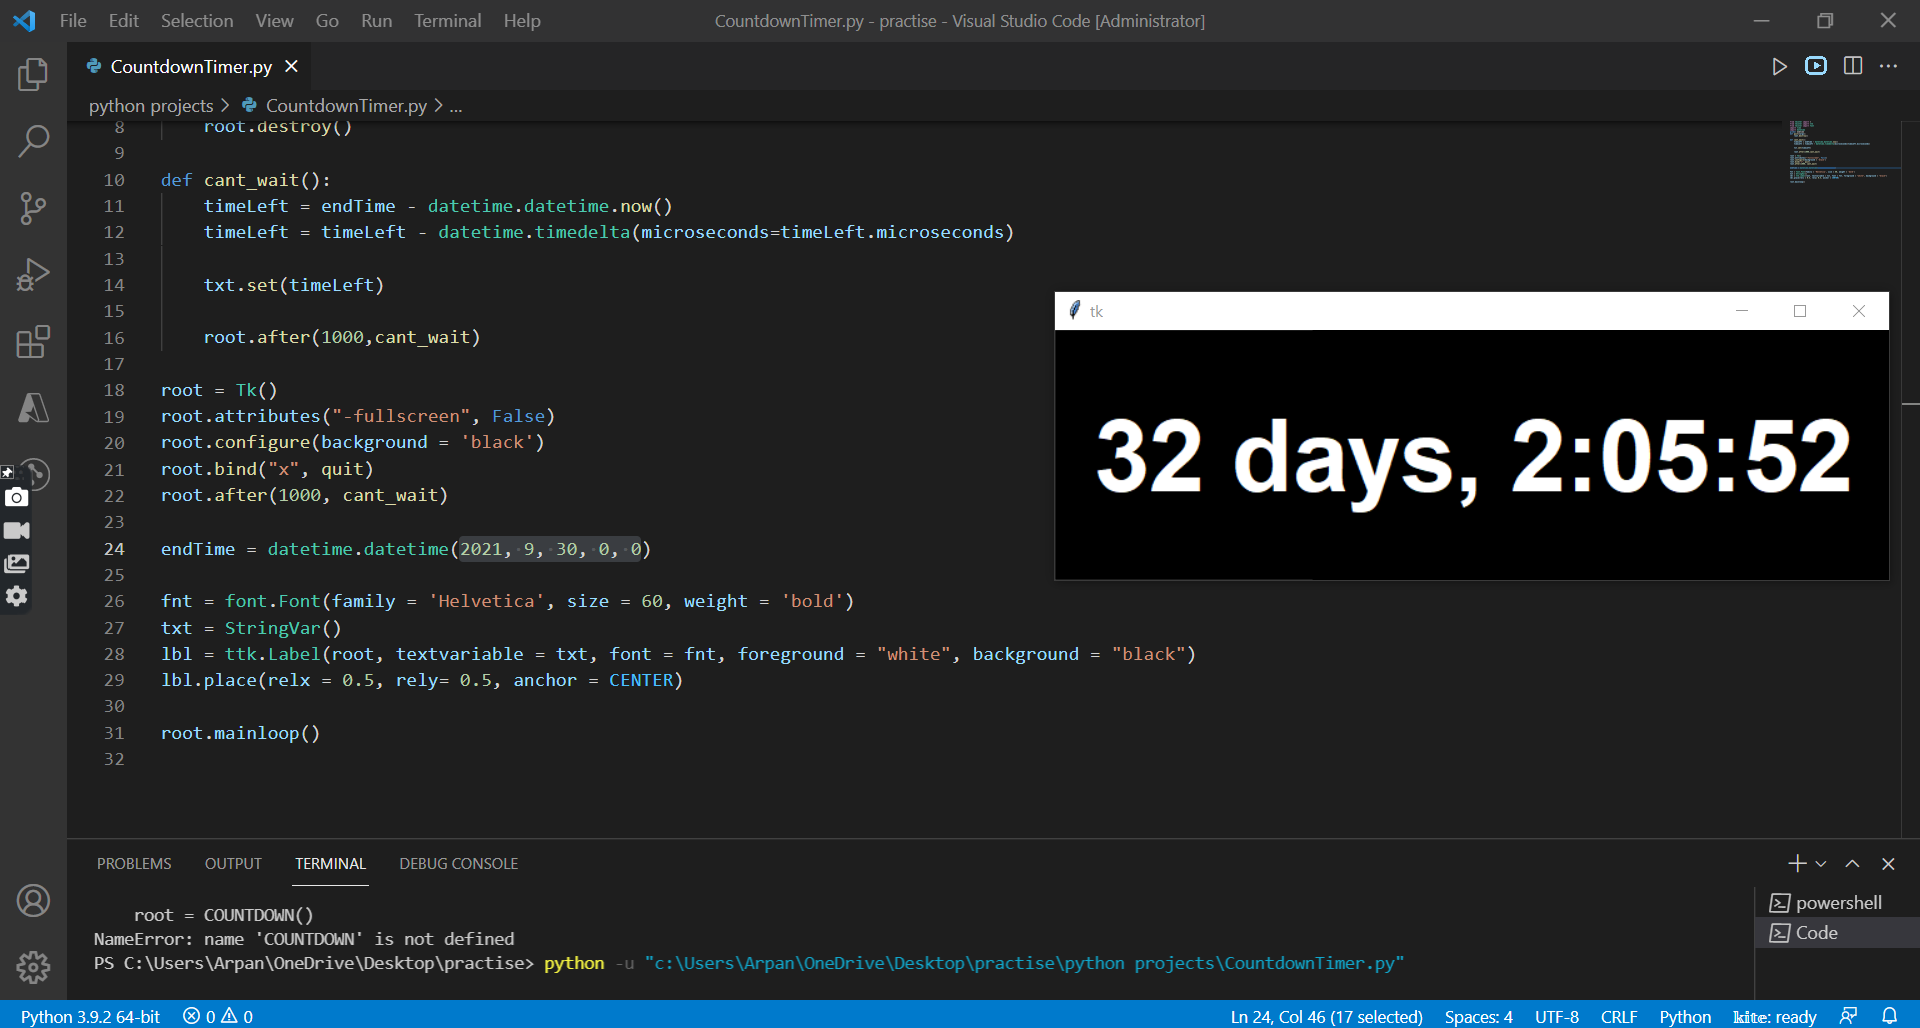 File Edit Selection View Go Run Terminal Help
CountdownTimer.py - practise - Visual Studio Code [Administrator]
CountdownTimer.py
python projects > CountdownTimer.py > ...
8 root.destroy()
9
10 def cant_wait():
11 timeLeft = endTime - datetime.datetime.now()
12 timeLeft = timeLeft - datetime.timedelta(microseconds=timeLeft.microseconds)
13
14 txt.set(timeLeft)
15
16 root.after(1000,cant_wait)
17
18 root = Tk()
19 root.attributes("-fullscreen", False)
20 root.configure(background = 'black')
21 root.bind("x", quit)
22 root.after(1000, cant_wait)
23
24 endTime = datetime.datetime(2021, 9, 30, 0, 0)
25
26 fnt = font.Font(family = 'Helvetica', size = 60, weight = 'bold')
27 txt = StringVar()
28 lbl = ttk.Label(root, textvariable = txt, font = fnt, foreground = "white", background = "black")
29 lbl.place(relx = 0.5, rely= 0.5, anchor = CENTER)
30
31 root.mainloop()
32
tk
32 days, 2:05:52
PROBLEMS OUTPUT TERMINAL DEBUG CONSOLE
root = COUNTDOWN()
NameError: name 'COUNTDOWN' is not defined
PS C:\Users\Arpan\OneDrive\Desktop\practise> python -u "c:\Users\Arpan\OneDrive\Desktop\practise\python projects\CountdownTimer.py"
powershell
Code
Python 3.9.2 64-bit 0 0 Ln 24, Col 46 (17 selected) Spaces: 4 UTF-8 CRLF Python kite: ready